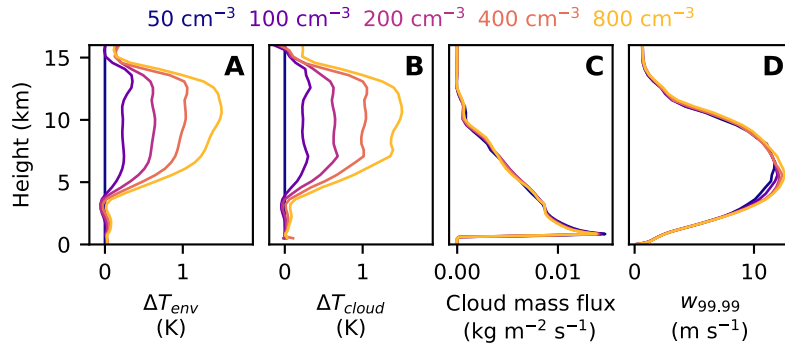 50 cm⁻³ 100 cm⁻³ 200 cm⁻³ 400 cm⁻³ 800 cm⁻³
Height (km)
15
10
5
0
A
B
C
D
0 1
0 1
0.00 0.01
0 10
ΔT_env
(K)
ΔT_cloud
(K)
Cloud mass flux
(kg m⁻² s⁻¹)
w₉₉.₉₉
(m s⁻¹)